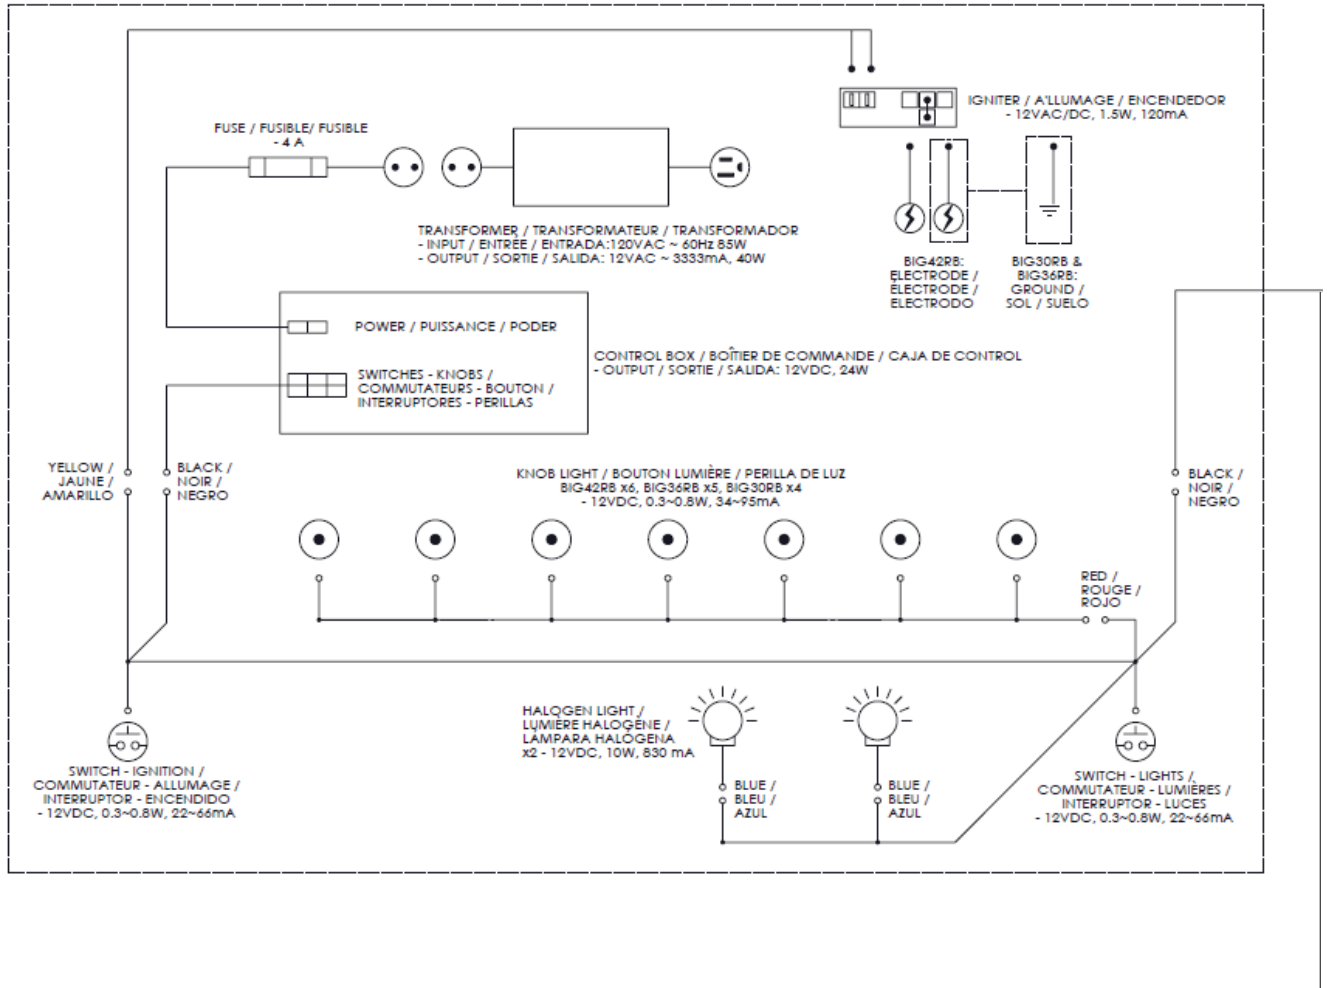 IGNITER / A'LLUMAGE / ENCENDEDOR
- 12VAC/DC, 1.5W, 120mA
FUSE / FUSIBLE/ FUSIBLE
- 4 A
TRANSFORMER / TRANSFORMATEUR / TRANSFORMADOR
- INPUT / ENTRÉE / ENTRADA:120VAC ~ 60Hz 85W
- OUTPUT / SORTIE / SALIDA: 12VAC ~ 3333mA, 40W
BIG42RB:
ELECTRODE /
ÉLECTRODE /
ELECTRODO
BIG30RB &
BIG36RB:
GROUND /
SOL / SUELO
POWER / PUISSANCE / PODER
SWITCHES - KNOBS /
COMMUTATEURS - BOUTON /
INTERRUPTORES - PERILLAS
CONTROL BOX / BOÎTIER DE COMMANDE / CAJA DE CONTROL
- OUTPUT / SORTIE / SALIDA: 12VDC, 24W
YELLOW /
JAUNE /
AMARILLO
BLACK /
NOIR /
NEGRO
KNOB LIGHT / BOUTON LUMIÈRE / PERILLA DE LUZ
BIG42RB x6, BIG36RB x5, BIG30RB x4
- 12VDC, 0.3~0.8W, 34~95mA
BLACK /
NOIR /
NEGRO
RED /
ROUGE /
ROJO
HALOGEN LIGHT /
LUMIÈRE HALOGÈNE /
LÁMPARA HALÓGENA
x2 - 12VDC, 10W, 830 mA
BLUE /
BLEU /
AZUL
BLUE /
BLEU /
AZUL
SWITCH - IGNITION /
COMMUTATEUR - ALLUMAGE /
INTERRUPTOR - ENCENDIDO
- 12VDC, 0.3~0.8W, 22~66mA
SWITCH - LIGHTS /
COMMUTATEUR - LUMIÈRES /
INTERRUPTOR - LUCES
- 12VDC, 0.3~0.8W, 22~66mA